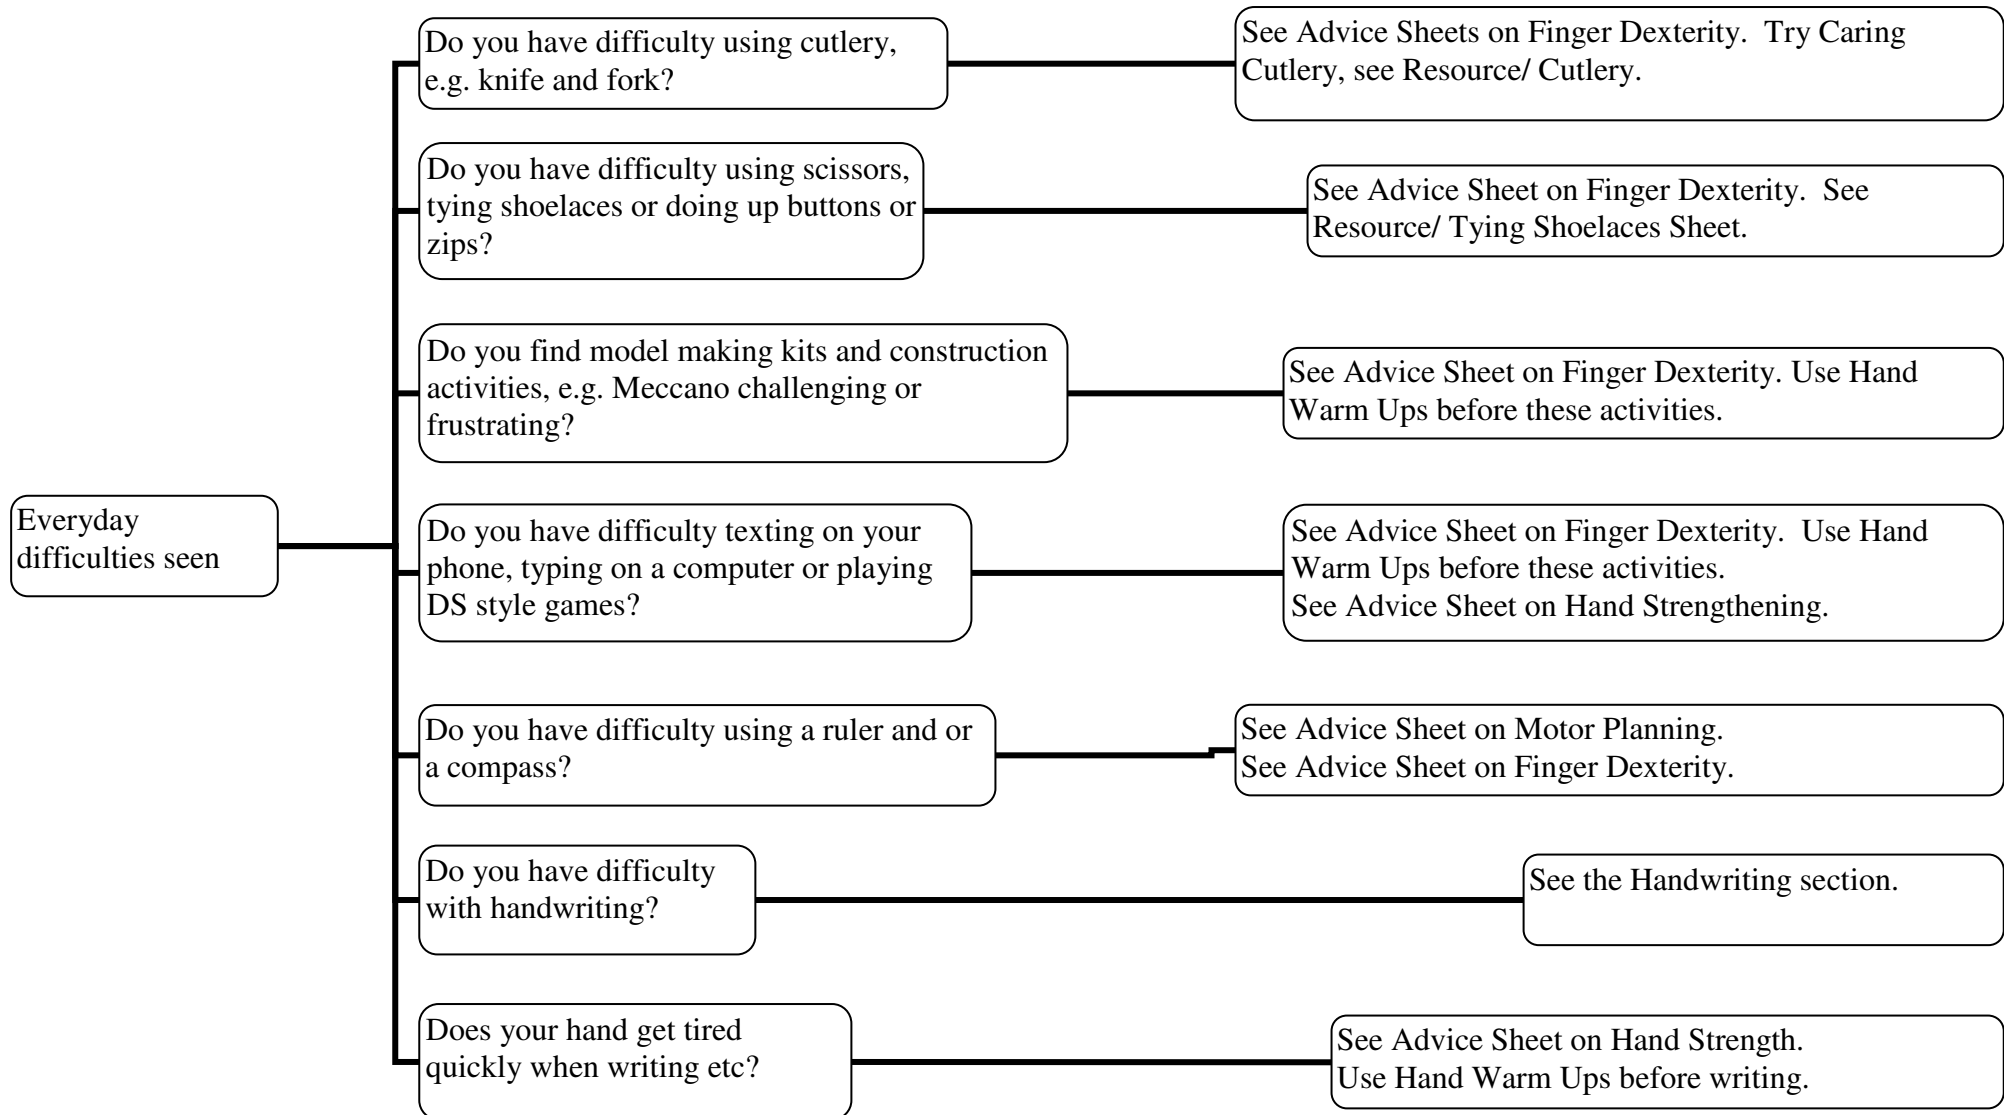 Everyday
difficulties seen
Do you have difficulty using cutlery,
e.g. knife and fork?
See Advice Sheets on Finger Dexterity.  Try Caring
Cutlery, see Resource/ Cutlery.
Do you have difficulty using scissors,
tying shoelaces or doing up buttons or
zips?
See Advice Sheet on Finger Dexterity.  See
Resource/ Tying Shoelaces Sheet.
Do you find model making kits and construction
activities, e.g. Meccano challenging or
frustrating?
See Advice Sheet on Finger Dexterity. Use Hand
Warm Ups before these activities.
Do you have difficulty texting on your
phone, typing on a computer or playing
DS style games?
See Advice Sheet on Finger Dexterity.  Use Hand
Warm Ups before these activities.
See Advice Sheet on Hand Strengthening.
Do you have difficulty using a ruler and or
a compass?
See Advice Sheet on Motor Planning.
See Advice Sheet on Finger Dexterity.
Do you have difficulty
with handwriting?
See the Handwriting section.
Does your hand get tired
quickly when writing etc?
See Advice Sheet on Hand Strength.
Use Hand Warm Ups before writing.